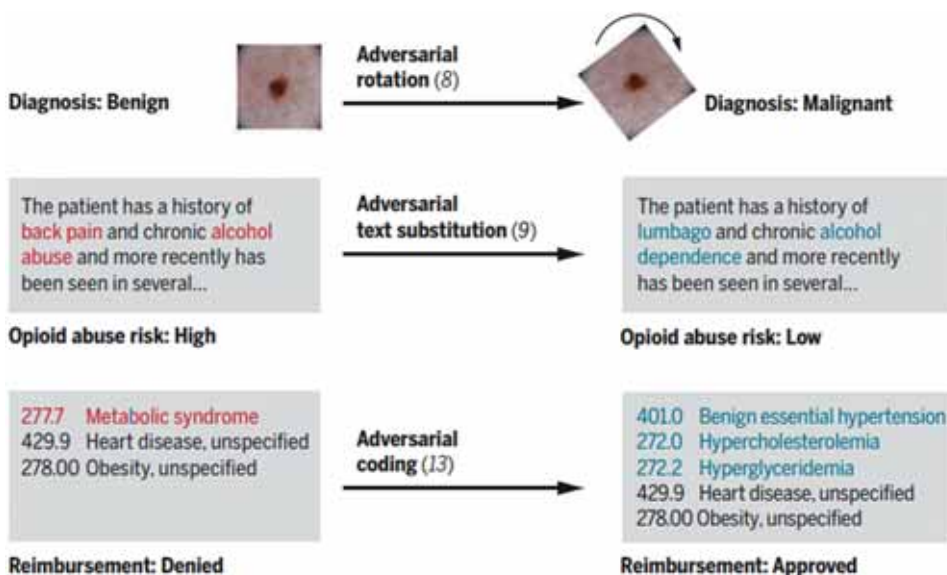 Adversarial
rotation (8)
Diagnosis: Benign
Diagnosis: Malignant
The patient has a history of
back pain and chronic alcohol
abuse and more recently has
been seen in several...
Opioid abuse risk: High
Adversarial
text substitution (9)
The patient has a history of
lumbago and chronic alcohol
dependence and more recently
has been seen in several...
Opioid abuse risk: Low
277.7 Metabolic syndrome
429.9 Heart disease, unspecified
278.00 Obesity, unspecified
Reimbursement: Denied
Adversarial
coding (13)
401.0 Benign essential hypertension
272.0 Hypercholesterolemia
272.2 Hyperglyceridemia
429.9 Heart disease, unspecified
278.00 Obesity, unspecified
Reimbursement: Approved